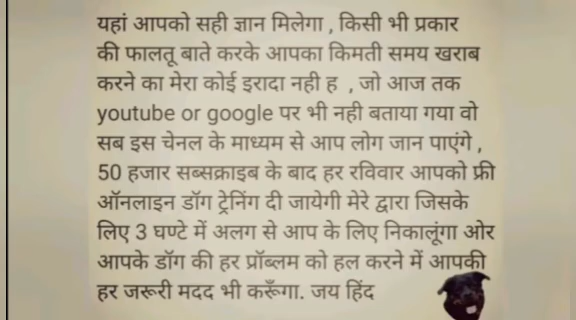 यहां आपको सही ज्ञान मिलेगा , किसी भी प्रकार
की फालतू बाते करके आपका किमती समय खराब
करने का मेरा कोई इरादा नही ह , जो आज तक
youtube or google पर भी नही बताया गया वो
सब इस चेनल के माध्यम से आप लोग जान पाएंगे ,
50 हजार सब्सक्राइब के बाद हर रविवार आपको फ्री
ऑनलाइन डॉग ट्रेनिंग दी जायेगी मेरे द्वारा जिसके
लिए 3 घण्टे में अलग से आप के लिए निकालूंगा ओर
आपके डॉग की हर प्रॉब्लम को हल करने में आपकी
हर जरूरी मदद भी करूँगा. जय हिंद